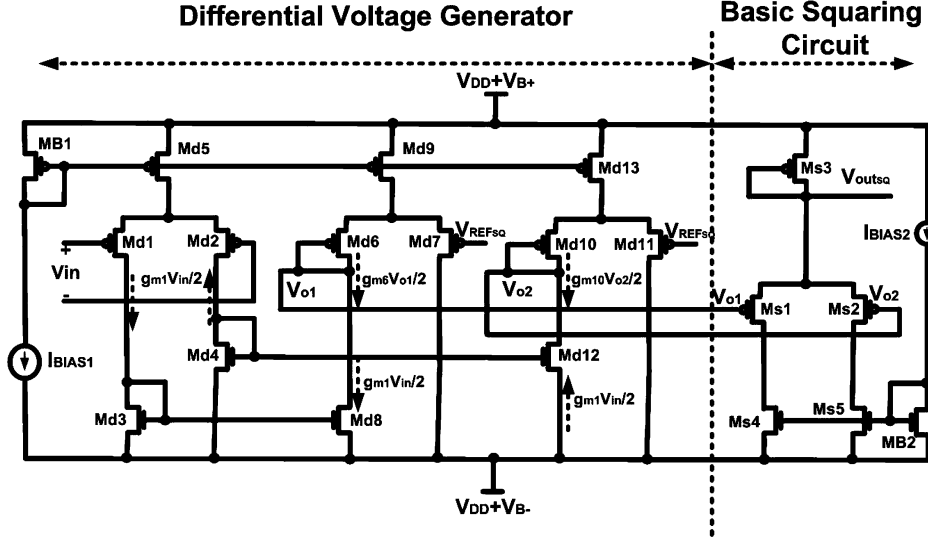 Differential Voltage Generator
Basic Squaring
Circuit
VDD+VB+
MB1
Md5
Md9
Md13
Ms3
VoutSQ
Md1
Md2
Md6
Md7
VREFSQ
Md10
Md11
VREFSQ
IBIAS2
+
Vin
-
gm1Vin/2
Vo1
gm6Vo1/2
Vo2
gm10Vo2/2
Vo1
Ms1
Ms2
Vo2
IBIAS1
Md4
Md12
gm1Vin/2
gm1Vin/2
Md3
Md8
Ms4
Ms5
MB2
VDD+VB-